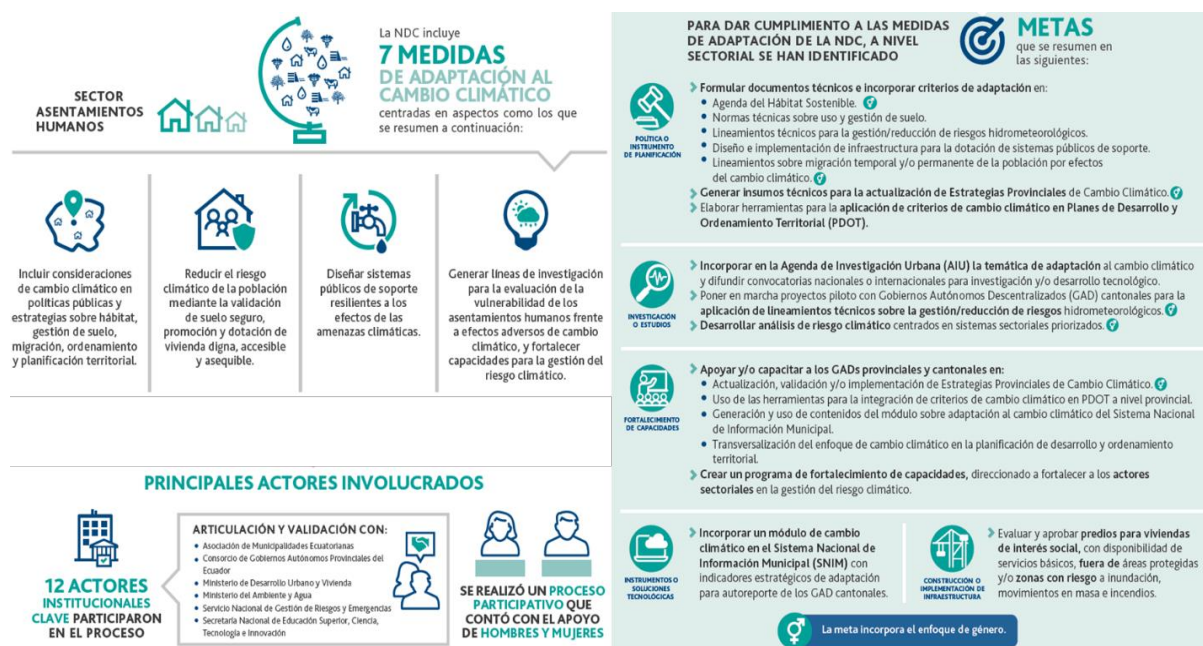 SECTOR
ASENTAMIENTOS
HUMANOS
La NDC incluye
7 MEDIDAS
DE ADAPTACIÓN AL
CAMBIO CLIMÁTICO
centradas en aspectos como los que
se resumen a continuación:
Incluir consideraciones
de cambio climático en
políticas públicas y
estrategias sobre hábitat,
gestión de suelo,
migración, ordenamiento
y planificación territorial.
Reducir el riesgo
climático de la población
mediante la validación
de suelo seguro,
promoción y dotación de
vivienda digna, accesible
y asequible.
Diseñar sistemas
públicos de soporte
resilientes a los
efectos de las
amenazas climáticas.
Generar líneas de investigación
para la evaluación de la
vulnerabilidad de los
asentamientos humanos frente
a efectos adversos de cambio
climático, y fortalecer
capacidades para la gestión del
riesgo climático.
PRINCIPALES ACTORES INVOLUCRADOS
12 ACTORES
INSTITUCIONALES
CLAVE PARTICIPARON
EN EL PROCESO
ARTICULACIÓN Y VALIDACIÓN CON:
• Asociación de Municipalidades Ecuatorianas
• Consorcio de Gobiernos Autónomos Provinciales del
Ecuador
• Ministerio de Desarrollo Urbano y Vivienda
• Ministerio del Ambiente y Agua
• Servicio Nacional de Gestión de Riesgos y Emergencias
• Secretaría Nacional de Educación Superior, Ciencia,
Tecnología e Innovación
SE REALIZÓ UN PROCESO
PARTICIPATIVO QUE
CONTÓ CON EL APOYO
DE HOMBRES Y MUJERES
PARA DAR CUMPLIMIENTO A LAS MEDIDAS
DE ADAPTACIÓN DE LA NDC, A NIVEL
SECTORIAL SE HAN IDENTIFICADO
METAS
que se resumen en
las siguientes:
POLÍTICA O
INSTRUMENTO
DE PLANIFICACIÓN
Formular documentos técnicos e incorporar criterios de adaptación en:
• Agenda del Hábitat Sostenible.
• Normas técnicas sobre uso y gestión de suelo.
• Lineamientos técnicos para la gestión/reducción de riesgos hidrometeorológicos.
• Diseño e implementación de infraestructura para la dotación de sistemas públicos de soporte.
• Lineamientos sobre migración temporal y/o permanente de la población por efectos
del cambio climático.
Generar insumos técnicos para la actualización de Estrategias Provinciales de Cambio Climático.
Elaborar herramientas para la aplicación de criterios de cambio climático en Planes de Desarrollo y
Ordenamiento Territorial (PDOT).
INVESTIGACIÓN
O ESTUDIOS
Incorporar en la Agenda de Investigación Urbana (AIU) la temática de adaptación al cambio climático
y difundir convocatorias nacionales o internacionales para investigación y/o desarrollo tecnológico.
Poner en marcha proyectos piloto con Gobiernos Autónomos Descentralizados (GAD) cantonales para la
aplicación de lineamientos técnicos sobre la gestión/reducción de riesgos hidrometeorológicos.
Desarrollar análisis de riesgo climático centrados en sistemas sectoriales priorizados.
FORTALECIMIENTO
DE CAPACIDADES
Apoyar y/o capacitar a los GADs provinciales y cantonales en:
• Actualización, validación y/o implementación de Estrategias Provinciales de Cambio Climático.
• Uso de las herramientas para la integración de criterios de cambio climático en PDOT a nivel provincial.
• Generación y uso de contenidos del módulo sobre adaptación al cambio climático del Sistema Nacional
de Información Municipal.
• Transversalización del enfoque de cambio climático en la planificación de desarrollo y ordenamiento
territorial.
Crear un programa de fortalecimiento de capacidades, direccionado a fortalecer a los actores
sectoriales en la gestión del riesgo climático.
INSTRUMENTOS O
SOLUCIONES
TECNOLÓGICAS
Incorporar un módulo de cambio
climático en el Sistema Nacional de
Información Municipal (SNIM) con
indicadores estratégicos de adaptación
para autoreporte de los GAD cantonales.
CONSTRUCCIÓN O
IMPLEMENTACIÓN DE
INFRAESTRUCTURA
Evaluar y aprobar predios para viviendas
de interés social, con disponibilidad de
servicios básicos, fuera de áreas protegidas
y/o zonas con riesgo a inundación,
movimientos en masa e incendios.
La meta incorpora el enfoque de género.